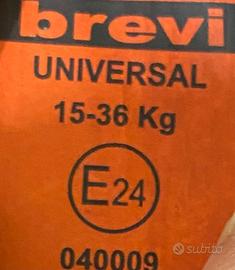 brevi
UNIVERSAL
15-36 Kg
E24
040009
subito